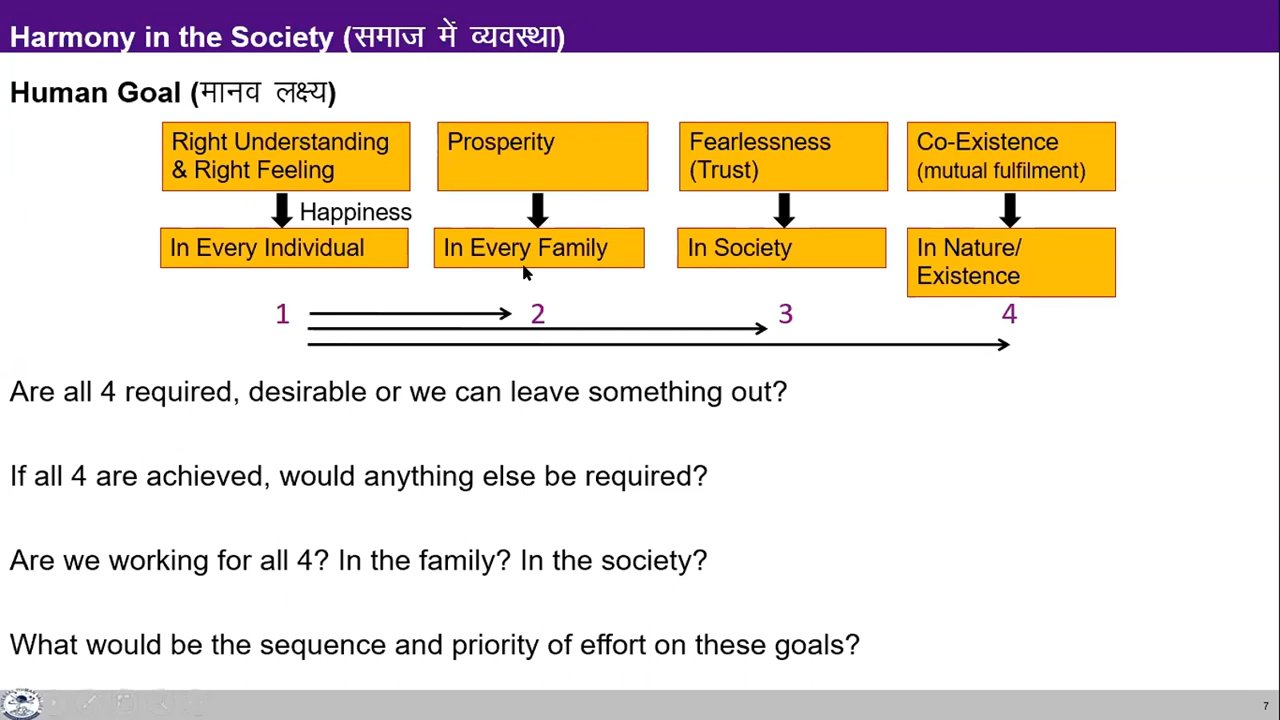 Harmony in the Society (समाज में व्यवस्था)
Human Goal (मानव लक्ष्य)
Right Understanding
& Right Feeling
Prosperity
Fearlessness
(Trust)
Co-Existence
(mutual fulfilment)
Happiness
In Every Individual
In Every Family
In Society
In Nature/
Existence
1
2
3
4
Are all 4 required, desirable or we can leave something out?
If all 4 are achieved, would anything else be required?
Are we working for all 4? In the family? In the society?
What would be the sequence and priority of effort on these goals?
7